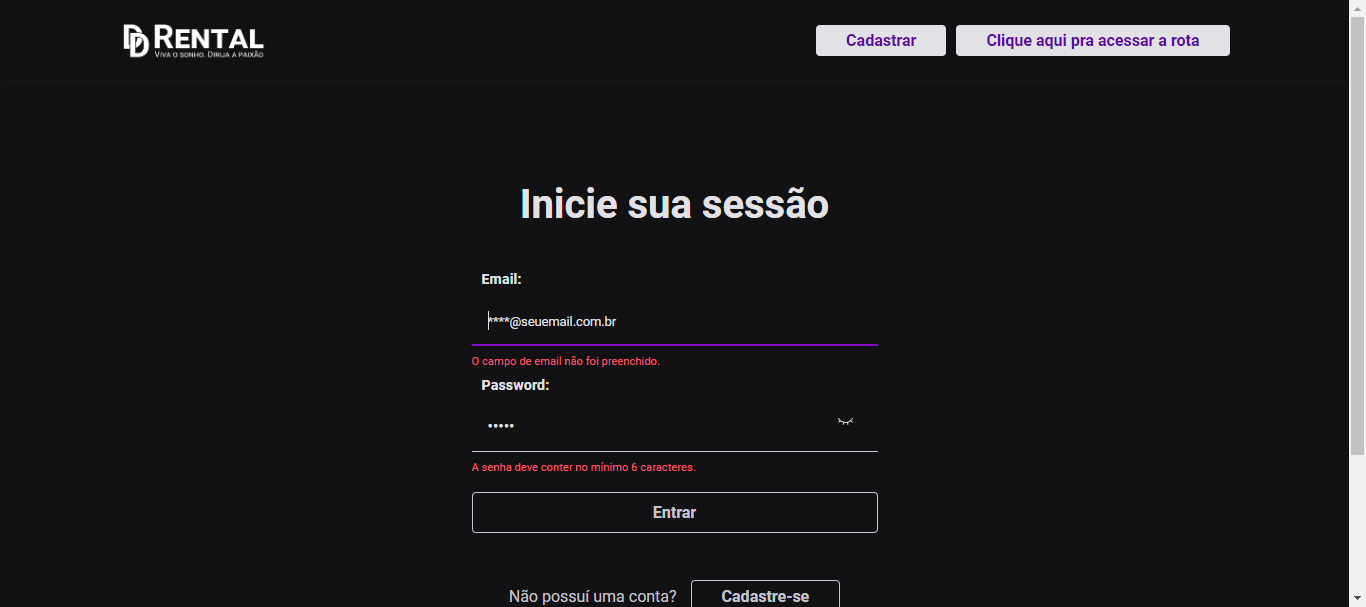 DD RENTAL
VIVA O SONHO. DIRIJA A PAIXÃO
Cadastrar
Clique aqui pra acessar a rota
Inicie sua sessão
Email:
****@seuemail.com.br
O campo de email não foi preenchido.
Password:
•••••
A senha deve conter no mínimo 6 caracteres.
Entrar
Não possuí uma conta?
Cadastre-se